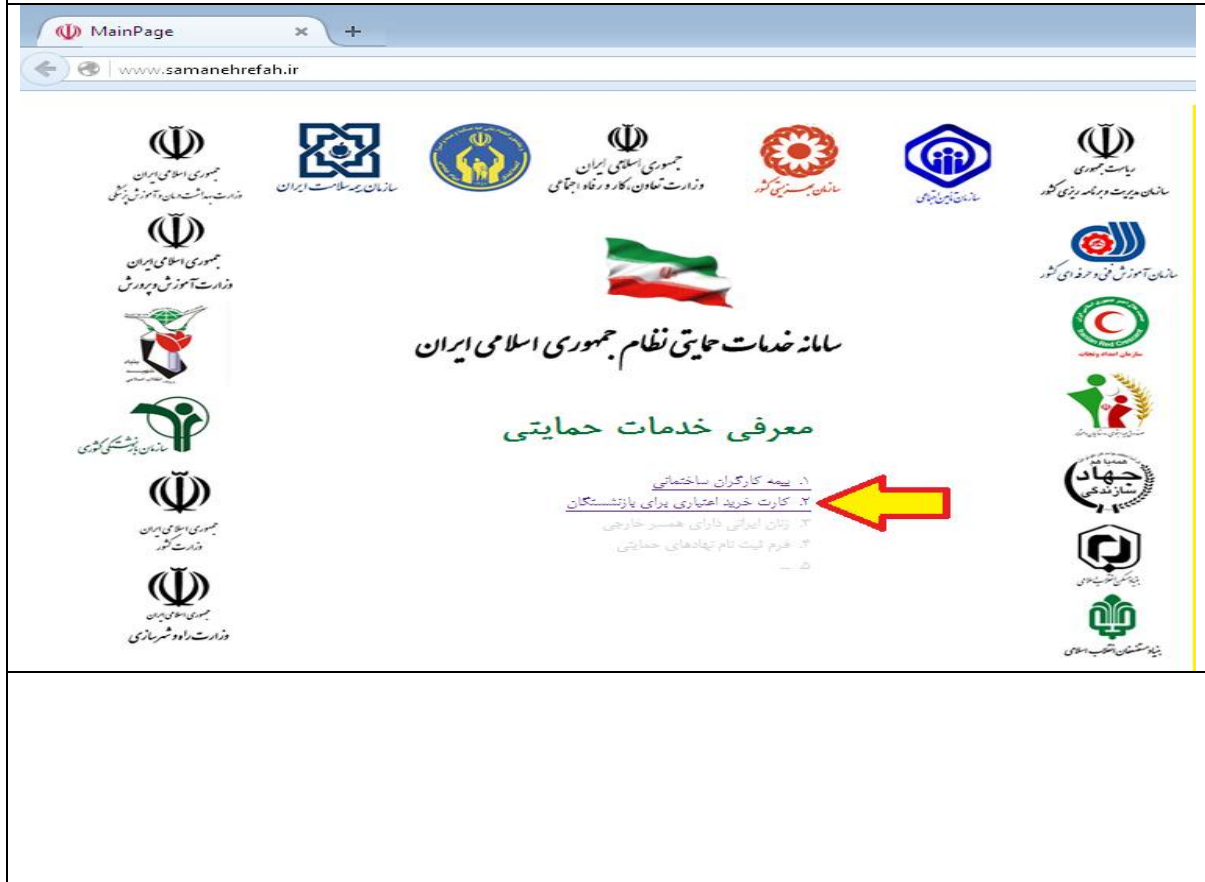 MainPage
www.samanehrefah.ir
ریاست جمهوری
سازمان مدیریت و برنامه ریزی کشور
سازمان تامین اجتماعی
سازمان بهزیستی کشور
جمهوری اسلامی ایران
وزارت تعاون، کار و رفاه اجتماعی
سازمان بیمه سلامت ایران
جمهوری اسلامی ایران
وزارت بهداشت، درمان و آموزش پزشکی
جمهوری اسلامی ایران
وزارت آموزش و پرورش
سازمان آموزش فنی و حرفه ای کشور
سازمان امداد و نجات
سامانه خدمات حمایتی نظام جمهوری اسلامی ایران
معرفی خدمات حمایتی
سازمان بازنشستگی کشوری
همه با هم
جهاد
سازندگی
۱. بیمه کارگران ساختمانی
۲. کارت خرید اعتباری برای بازنشستگان
۳. زنان ایرانی دارای همسر خارجی
۴. فرم ثبت نام نهادهای حمایتی
۵. ...
جمهوری اسلامی ایران
وزارت کشور
بنیاد مسکن انقلاب اسلامی
جمهوری اسلامی ایران
وزارت راه و شهرسازی
بنیاد مستضعفان انقلاب اسلامی